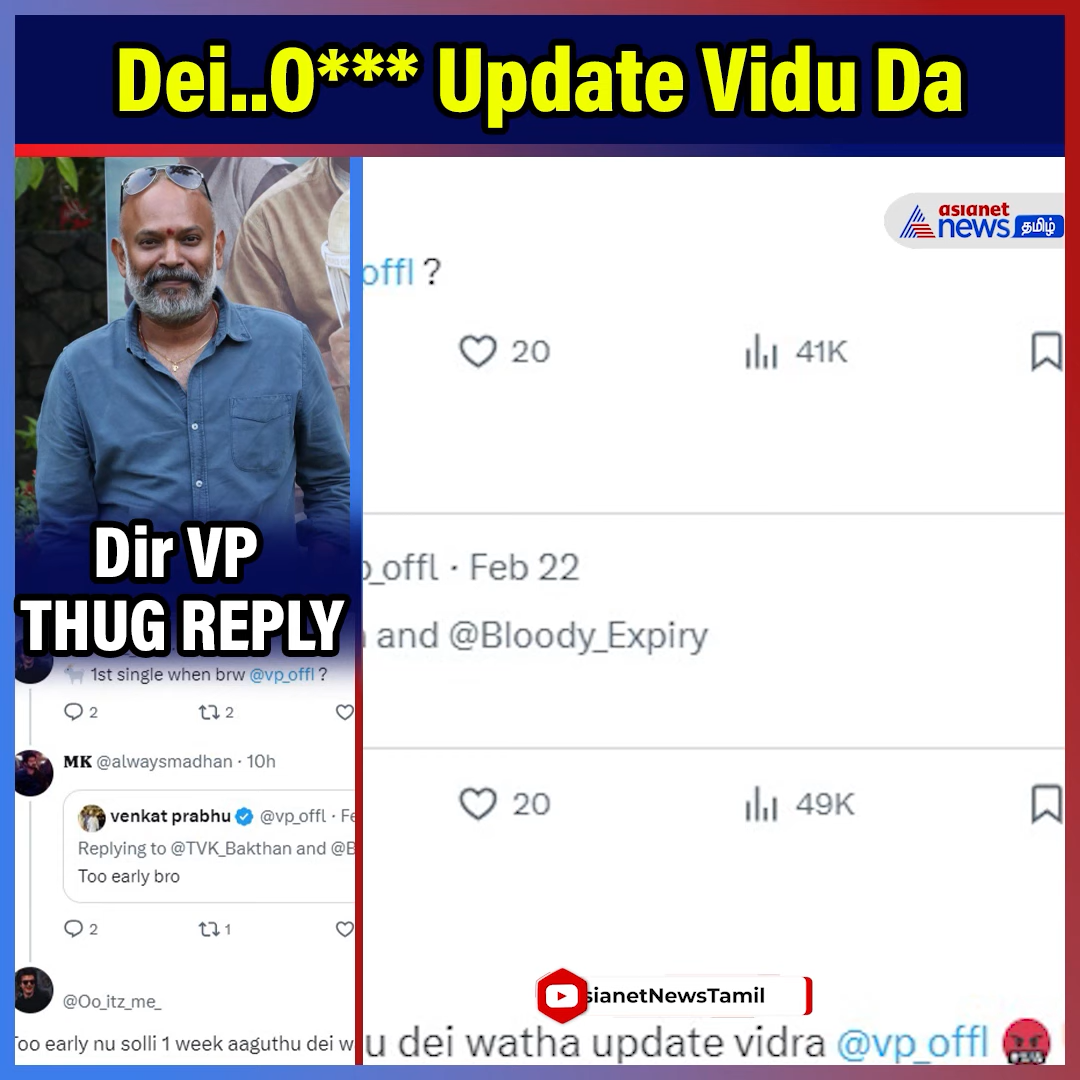 Dei..O*** Update Vidu Da
asianet
news தமிழ்
offl ?
20
41K
_offl · Feb 22
and @Bloody_Expiry
20
49K
Dir VP
THUG REPLY
1st single when brw @vp_offl ?
2
2
MK @alwaysmadhan · 10h
venkat prabhu @vp_offl · Fe
Replying to @TVK_Bakthan and @B
Too early bro
2
1
@Oo_itz_me_
Too early nu solli 1 week aaguthu dei w
sianetNewsTamil
u dei watha update vidra @vp_offl